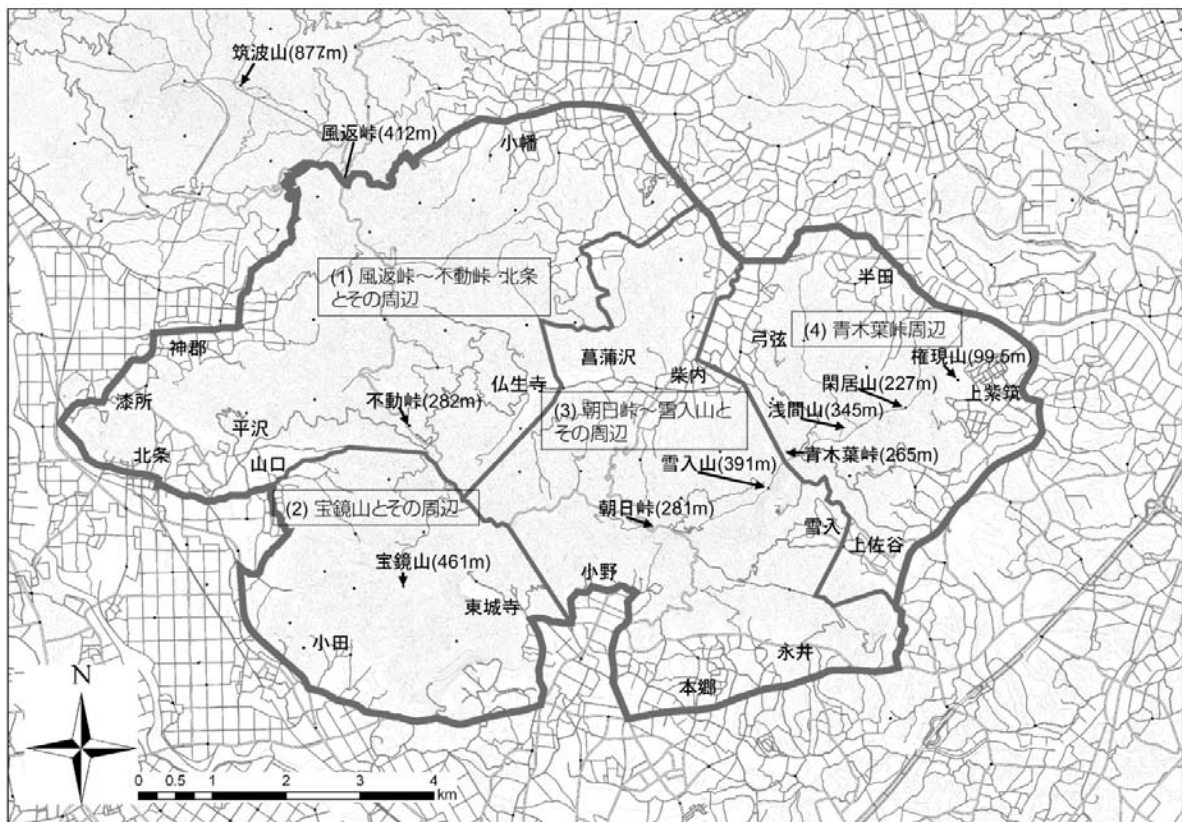 筑波山(877m)
風返峠(412m)
小幡
(1) 風返峠～不動峠・北条
とその周辺
半田
(4) 青木葉峠周辺
弓弦
権現山(99.5m)
神郡
菖蒲沢
柴内
閑居山(227m)
上紫筑
仏生寺
漆所
不動峠(282m)
(3) 朝日峠～雪入山と
その周辺
浅間山(345m)
平沢
北条
山口
雪入山(391m)
青木葉峠(265m)
(2) 宝鏡山とその周辺
朝日峠(281m)
雪入
上佐谷
宝鏡山(461m)
小野
東城寺
小田
永井
本郷
N
0 0.5 1 2 3 4
km